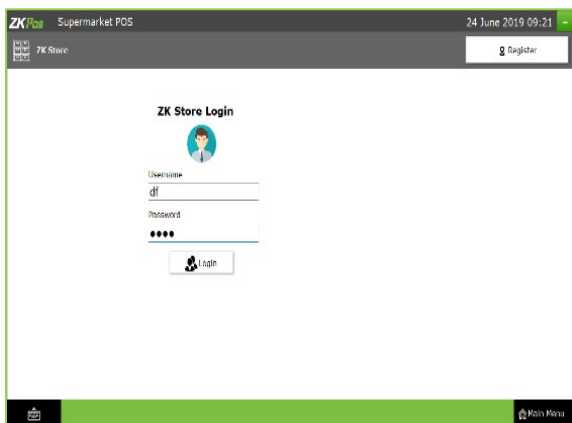 ZKPos Supermarket POS 24 June 2019 09:21
ZK Store Register
ZK Store Login
Username
df
Password
Login
Main Menu